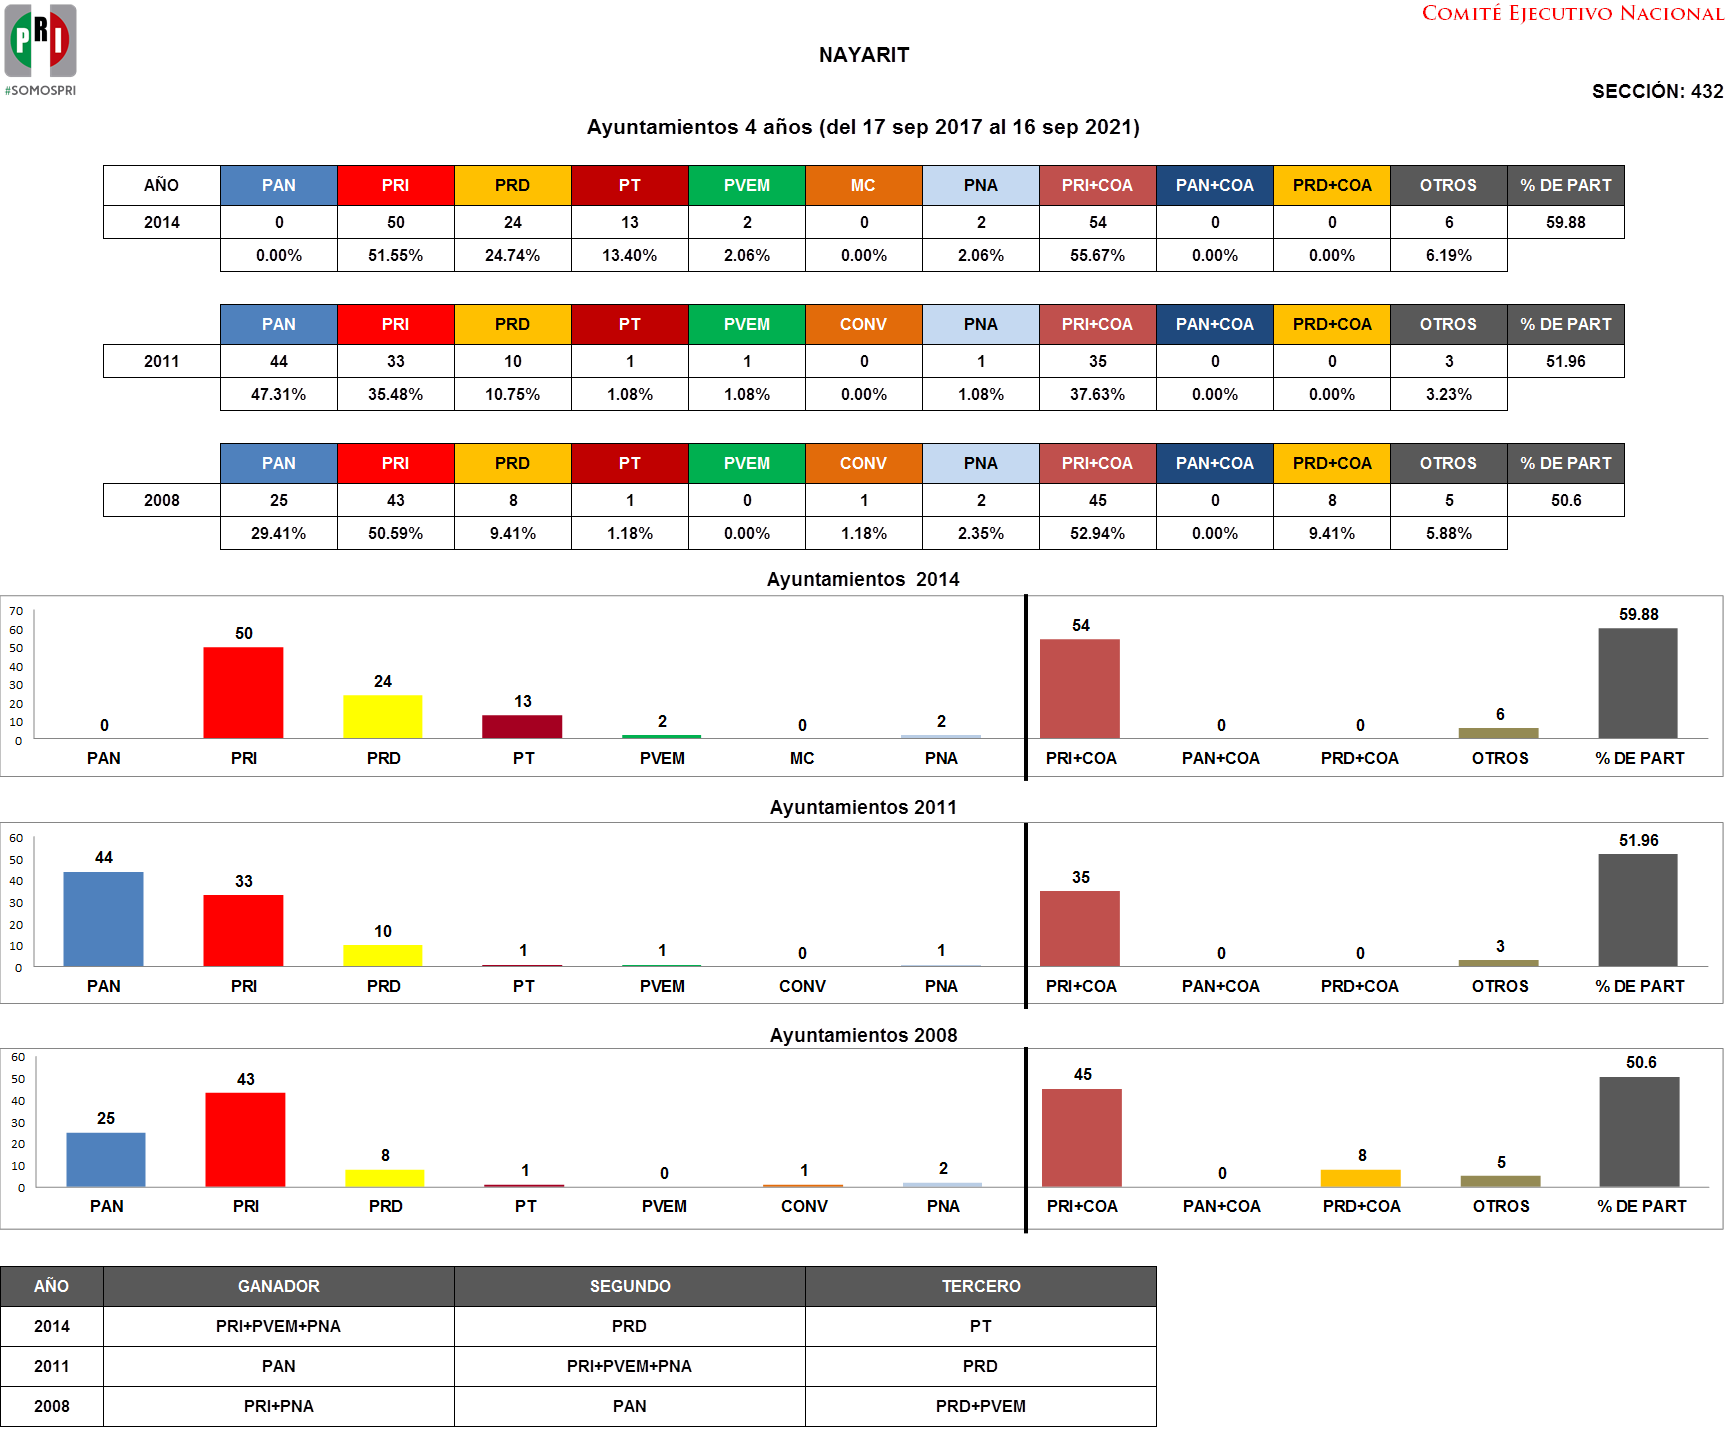 PRI
#SOMOSPRI
COMITÉ EJECUTIVO NACIONAL
NAYARIT
SECCIÓN: 432
Ayuntamientos 4 años (del 17 sep 2017 al 16 sep 2021)
AÑO PAN PRI PRD PT PVEM MC PNA PRI+COA PAN+COA PRD+COA OTROS % DE PART
2014 0 50 24 13 2 0 2 54 0 0 6 59.88
0.00% 51.55% 24.74% 13.40% 2.06% 0.00% 2.06% 55.67% 0.00% 0.00% 6.19%
PAN PRI PRD PT PVEM CONV PNA PRI+COA PAN+COA PRD+COA OTROS % DE PART
2011 44 33 10 1 1 0 1 35 0 0 3 51.96
47.31% 35.48% 10.75% 1.08% 1.08% 0.00% 1.08% 37.63% 0.00% 0.00% 3.23%
PAN PRI PRD PT PVEM CONV PNA PRI+COA PAN+COA PRD+COA OTROS % DE PART
2008 25 43 8 1 0 1 2 45 0 8 5 50.6
29.41% 50.59% 9.41% 1.18% 0.00% 1.18% 2.35% 52.94% 0.00% 9.41% 5.88%
Ayuntamientos 2014
70
60
50
40
30
20
10
0
0 50 24 13 2 0 2 54 0 0 6 59.88
PAN PRI PRD PT PVEM MC PNA PRI+COA PAN+COA PRD+COA OTROS % DE PART
Ayuntamientos 2011
60
50
40
30
20
10
0
44 33 10 1 1 0 1 35 0 0 3 51.96
PAN PRI PRD PT PVEM CONV PNA PRI+COA PAN+COA PRD+COA OTROS % DE PART
Ayuntamientos 2008
60
50
40
30
20
10
0
25 43 8 1 0 1 2 45 0 8 5 50.6
PAN PRI PRD PT PVEM CONV PNA PRI+COA PAN+COA PRD+COA OTROS % DE PART
AÑO GANADOR SEGUNDO TERCERO
2014 PRI+PVEM+PNA PRD PT
2011 PAN PRI+PVEM+PNA PRD
2008 PRI+PNA PAN PRD+PVEM